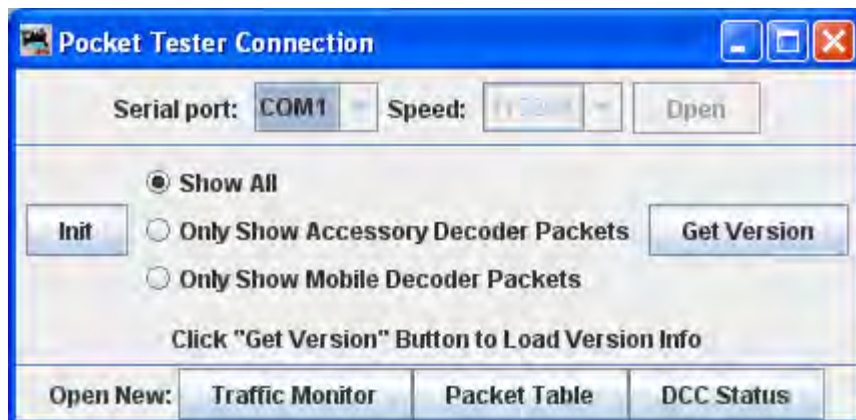 Pocket Tester Connection
Serial port: COM1 Speed: Open
Show All
Init Only Show Accessory Decoder Packets Get Version
Only Show Mobile Decoder Packets
Click "Get Version" Button to Load Version Info
Open New: Traffic Monitor Packet Table DCC Status